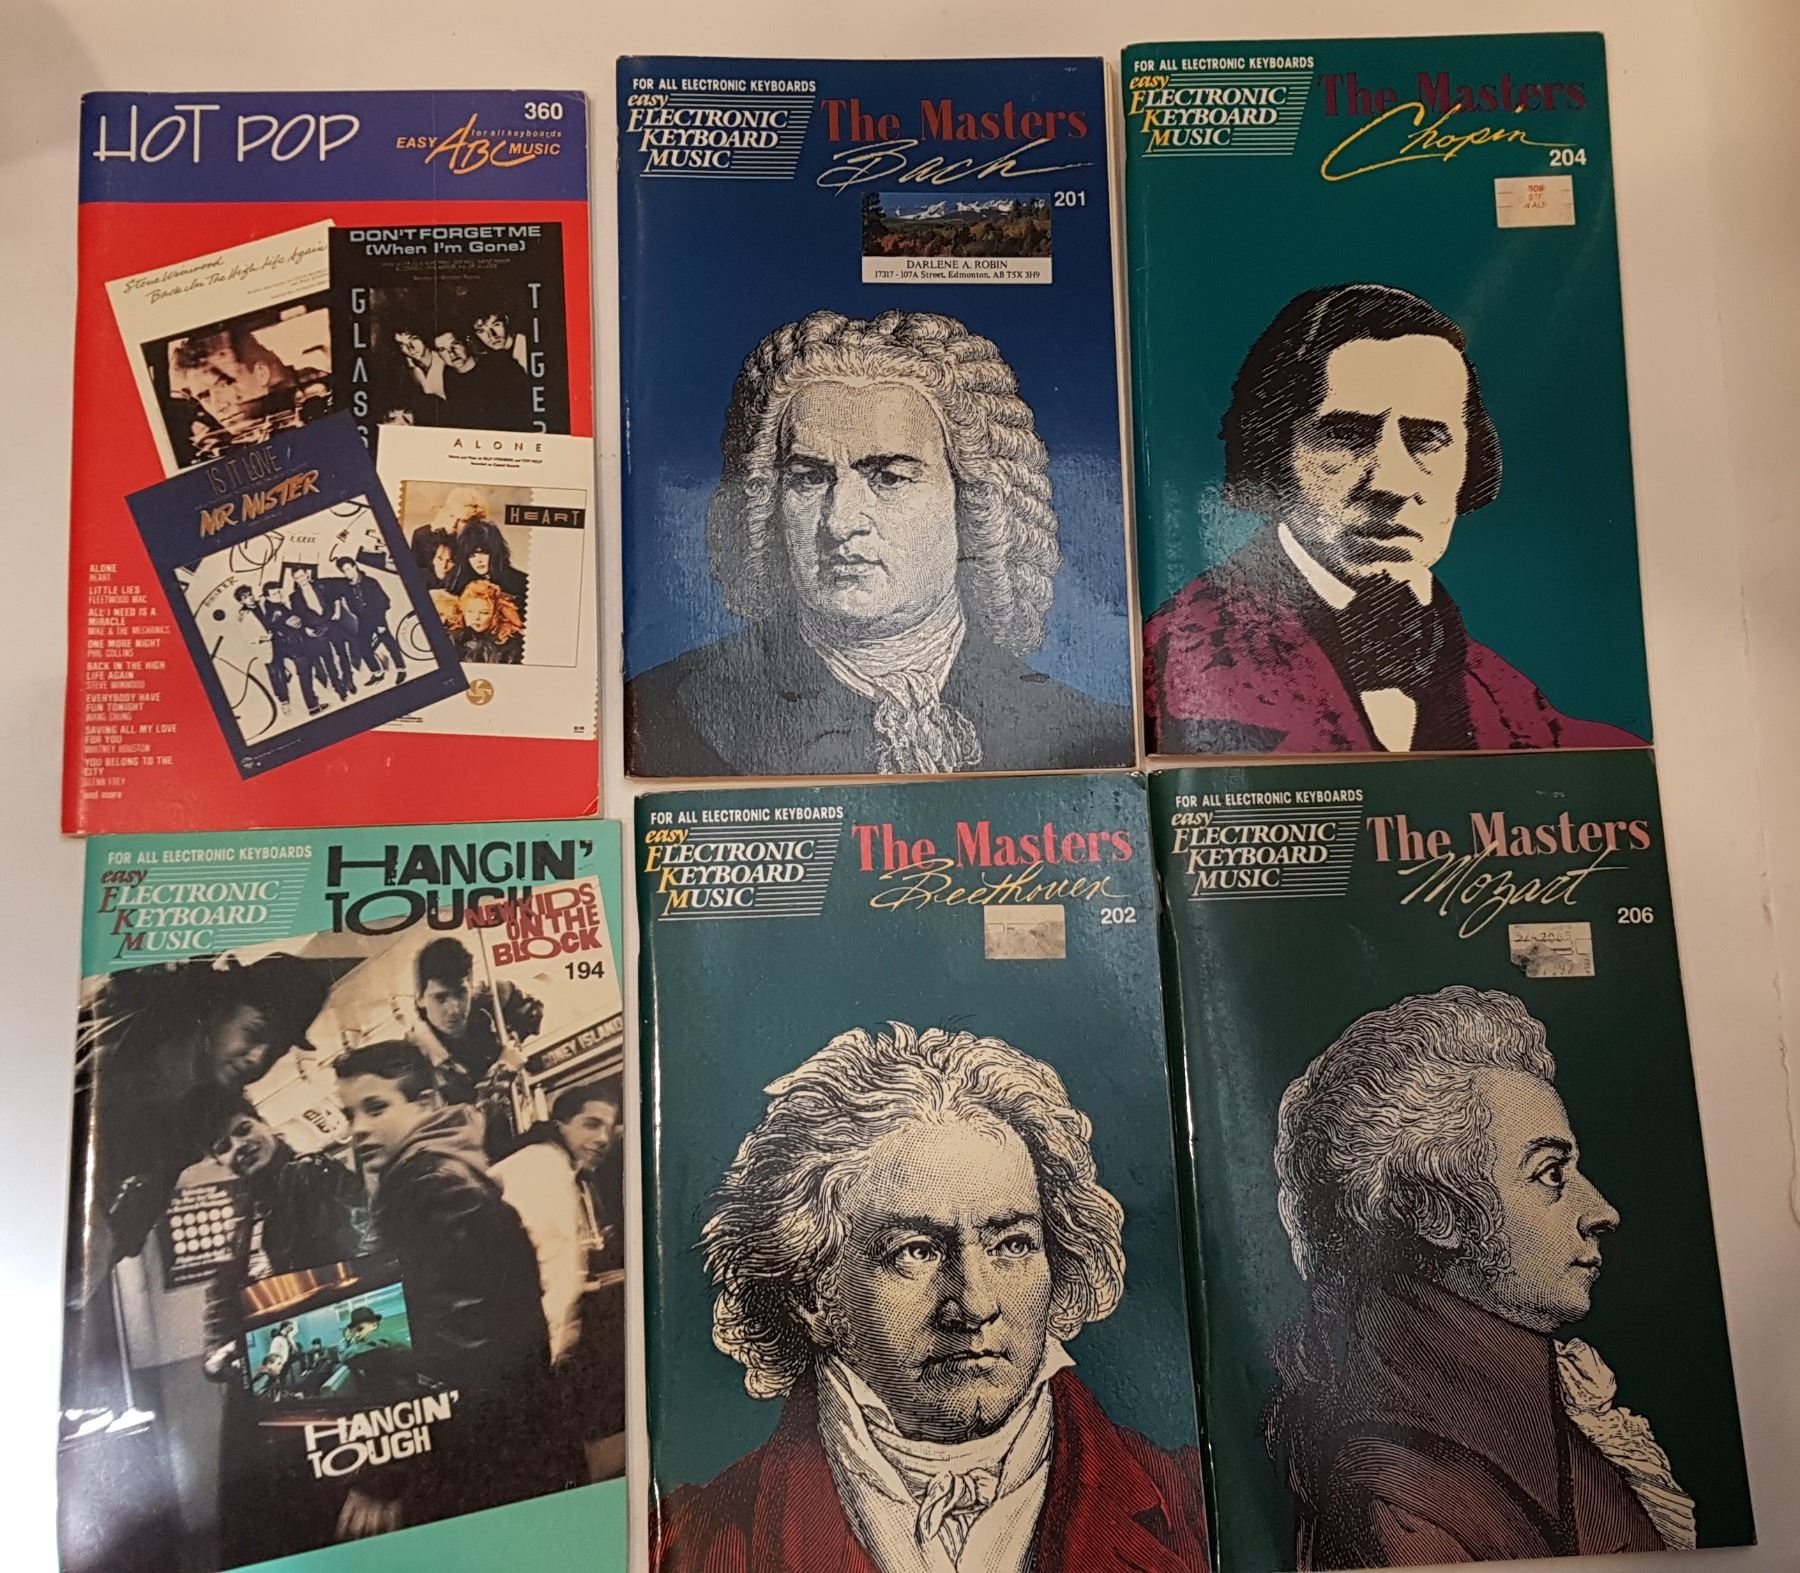 HOT POP
360
EASY ABC MUSIC
for all keyboards
Steve Winwood
Back In The High Life Again
DON'T FORGET ME
(When I'm Gone)
GLASS
TIGER
IS IT LOVE
MR. MISTER
ALONE
HEART
ALONE
HEART
LITTLE LIES
FLEETWOOD MAC
ALL I NEED IS A
MIRACLE
MIKE & THE MECHANICS
ONE MORE NIGHT
PHIL COLLINS
BACK IN THE HIGH
LIFE AGAIN
STEVE WINWOOD
EVERYBODY HAVE
FUN TONIGHT
WANG CHUNG
SAVING ALL MY LOVE
FOR YOU
WHITNEY HOUSTON
YOU BELONG TO THE
CITY
GLENN FREY
and more
FOR ALL ELECTRONIC KEYBOARDS
easy
ELECTRONIC
KEYBOARD
MUSIC
The Masters
Bach
201
DARLENE A. ROBIN
17317 - 107A Street, Edmonton, AB T5X 3H9
FOR ALL ELECTRONIC KEYBOARDS
easy
ELECTRONIC
KEYBOARD
MUSIC
The Masters
Chopin
204
FOR ALL ELECTRONIC KEYBOARDS
easy
ELECTRONIC
KEYBOARD
MUSIC
HANGIN'
TOUGH
NEW KIDS
ON THE
BLOCK
194
CONEY ISLAND
HANGIN'
TOUGH
FOR ALL ELECTRONIC KEYBOARDS
easy
ELECTRONIC
KEYBOARD
MUSIC
The Masters
Beethoven
202
FOR ALL ELECTRONIC KEYBOARDS
easy
ELECTRONIC
KEYBOARD
MUSIC
The Masters
Mozart
206